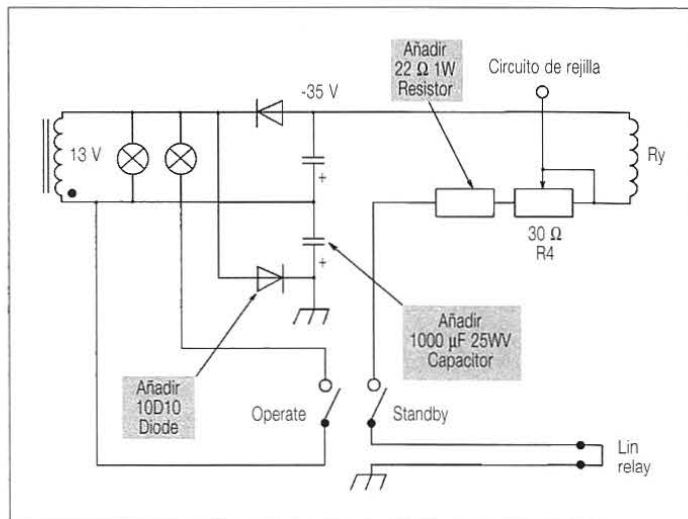 Añadir
22 Ω 1W
Resistor
Circuito de rejilla
-35 V
13 V
Ry
+
30 Ω
R4
+
Añadir
1000 µF 25WV
Capacitor
Añadir
10D10
Diode
Operate
Standby
Lin
relay